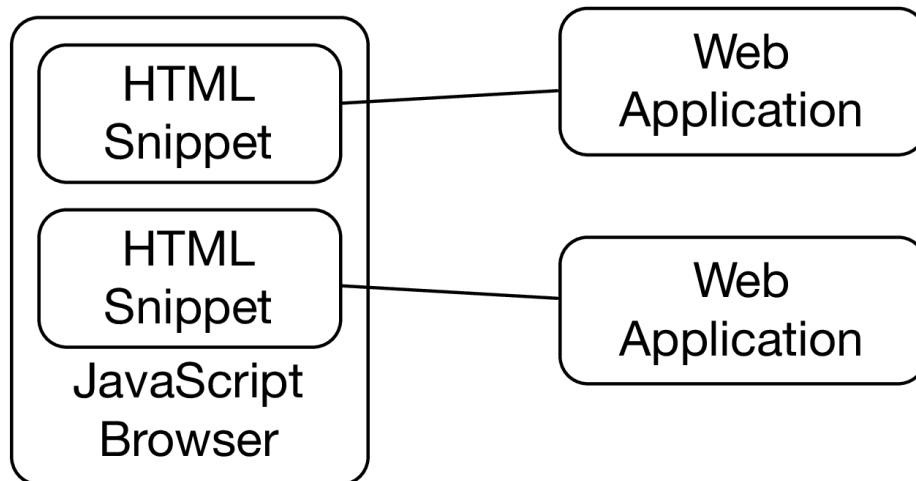 HTML
Snippet
Web
Application
HTML
Snippet
Web
Application
JavaScript
Browser